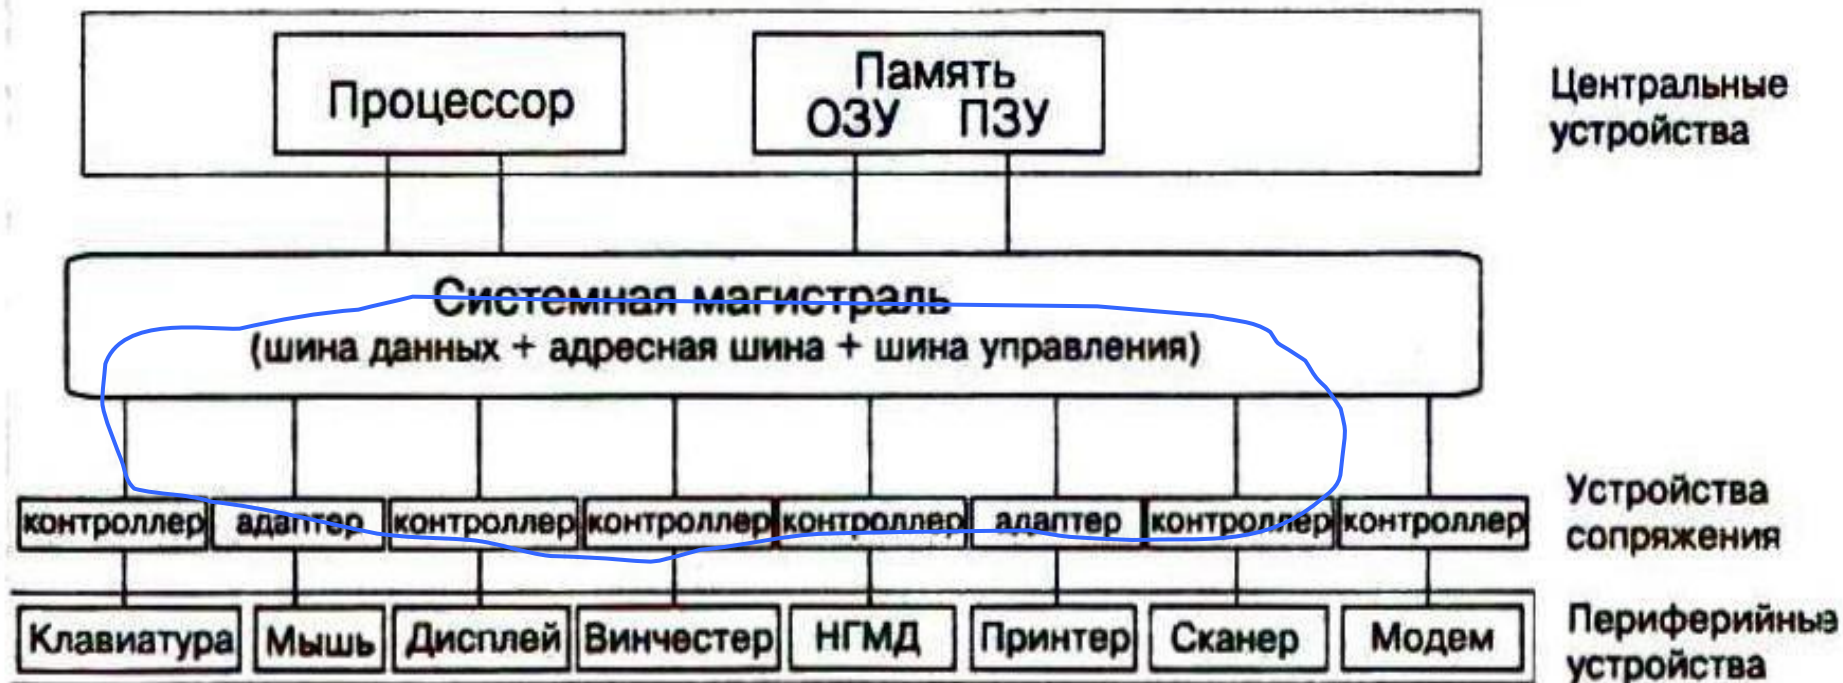 Процессор
Память
ОЗУ ПЗУ
Центральные
устройства
Системная магистраль
(шина данных + адресная шина + шина управления)
контроллер адаптер контроллер контроллер контроллер адаптер контроллер контроллер
Устройства
сопряжения
Клавиатура Мышь Дисплей Винчестер НГМД Принтер Сканер Модем
Периферийные
устройства